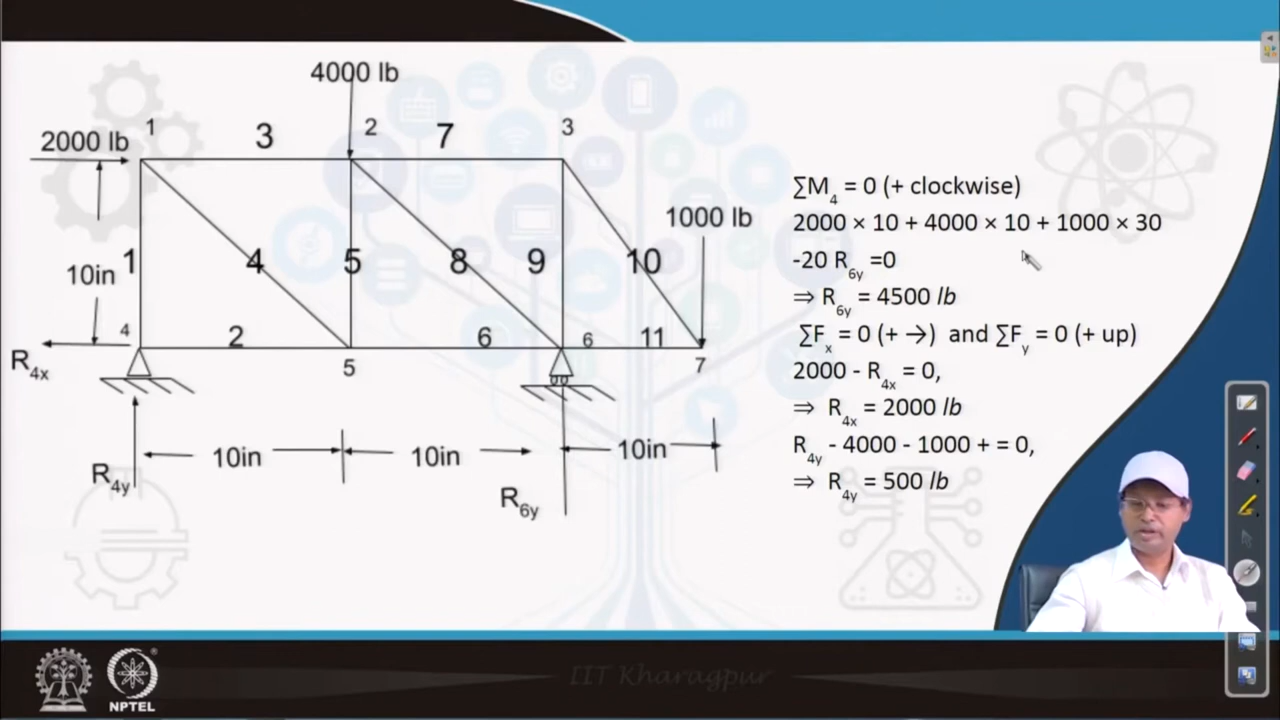 4000 lb
1
3
2
7
3
2000 lb
1000 lb
1
4
5
8
9
10
10in
4
2
6
6
11
R4x
5
7
10in
10in
10in
R4y
R6y
∑M4 = 0 (+ clockwise)
2000 × 10 + 4000 × 10 + 1000 × 30
-20 R6y =0
⇒ R6y = 4500 lb
∑Fx = 0 (+ →) and ∑Fy = 0 (+ up)
2000 - R4x = 0,
⇒ R4x = 2000 lb
R4y - 4000 - 1000 + = 0,
⇒ R4y = 500 lb
NPTEL
IIT Kharagpur